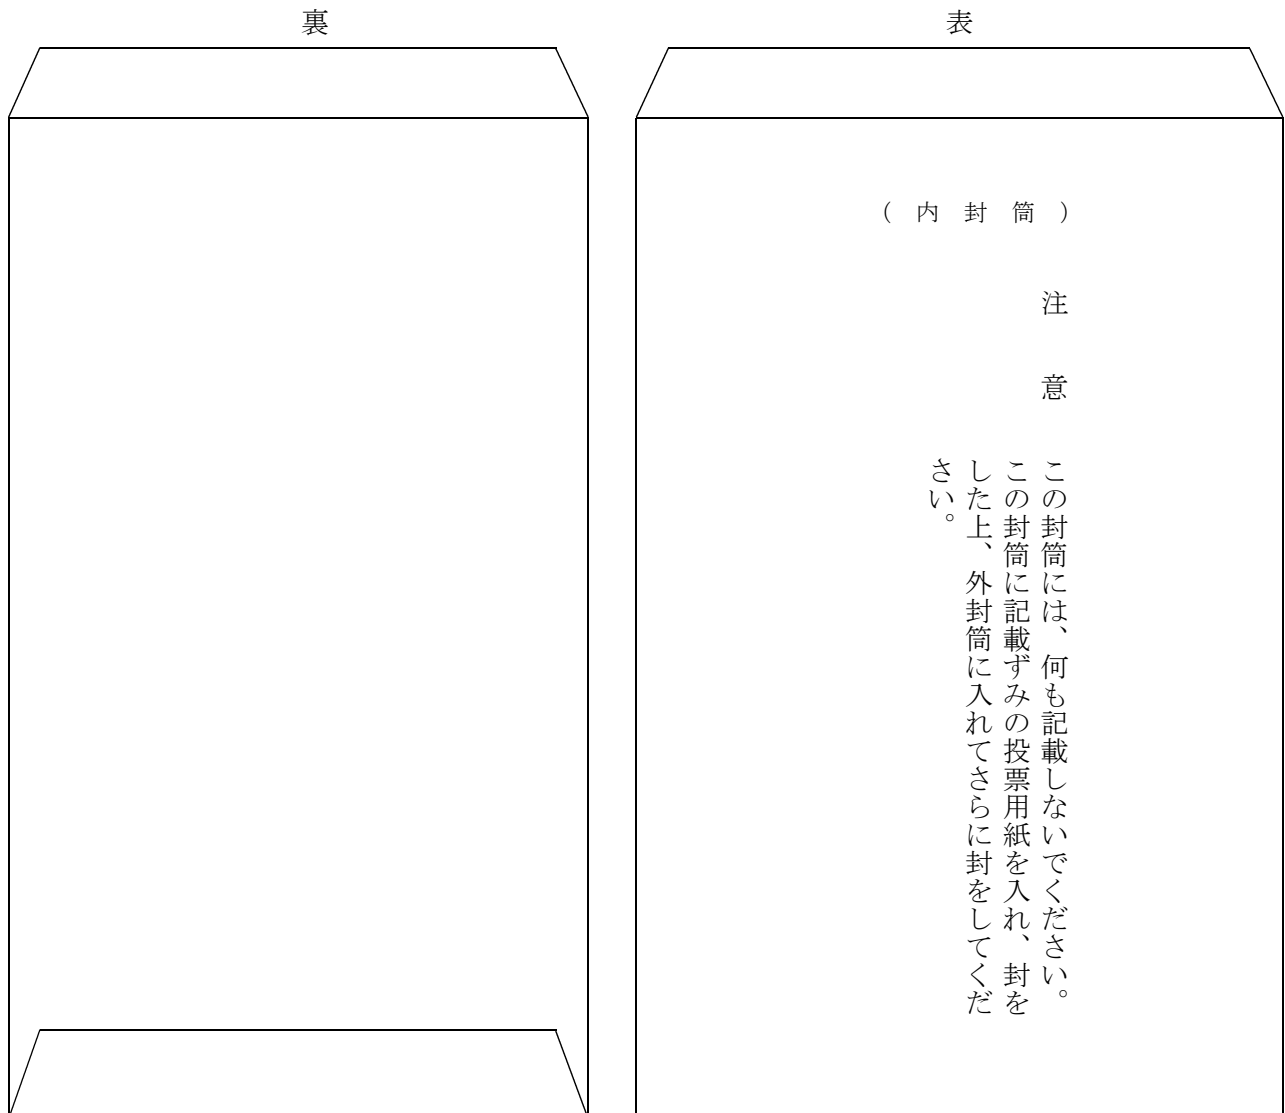 裏
表
（内封筒）
注意
この封筒には、何も記載しないでください。
この封筒に記載ずみの投票用紙を入れ、封を
した上、外封筒に入れてさらに封をしてくだ
さい。